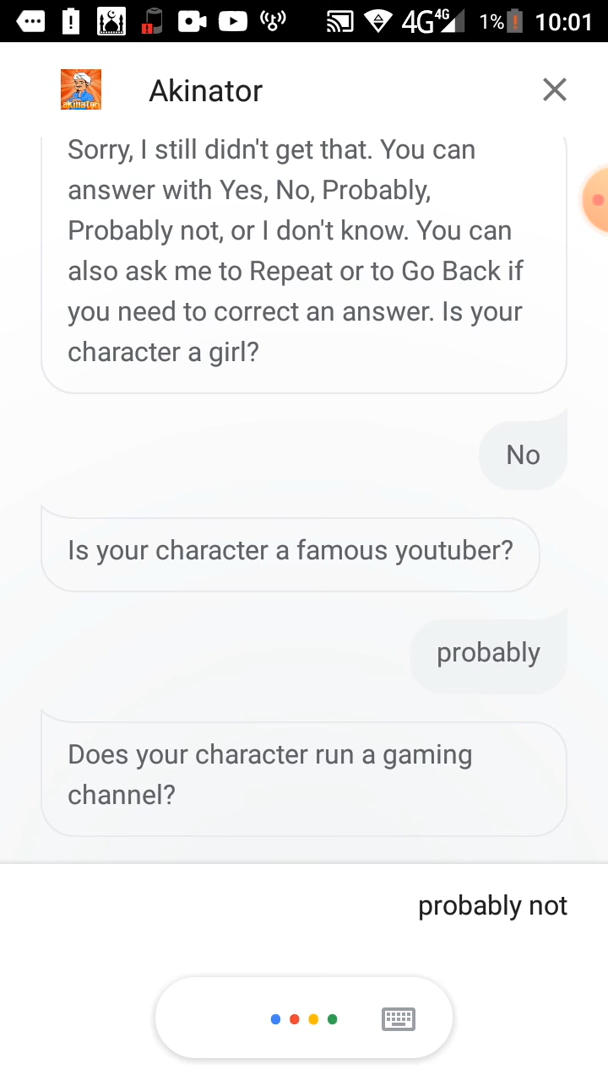 4G 4G 1% 10:01
akinator
Akinator
Sorry, I still didn't get that. You can
answer with Yes, No, Probably,
Probably not, or I don't know. You can
also ask me to Repeat or to Go Back if
you need to correct an answer. Is your
character a girl?
No
Is your character a famous youtuber?
probably
Does your character run a gaming
channel?
probably not